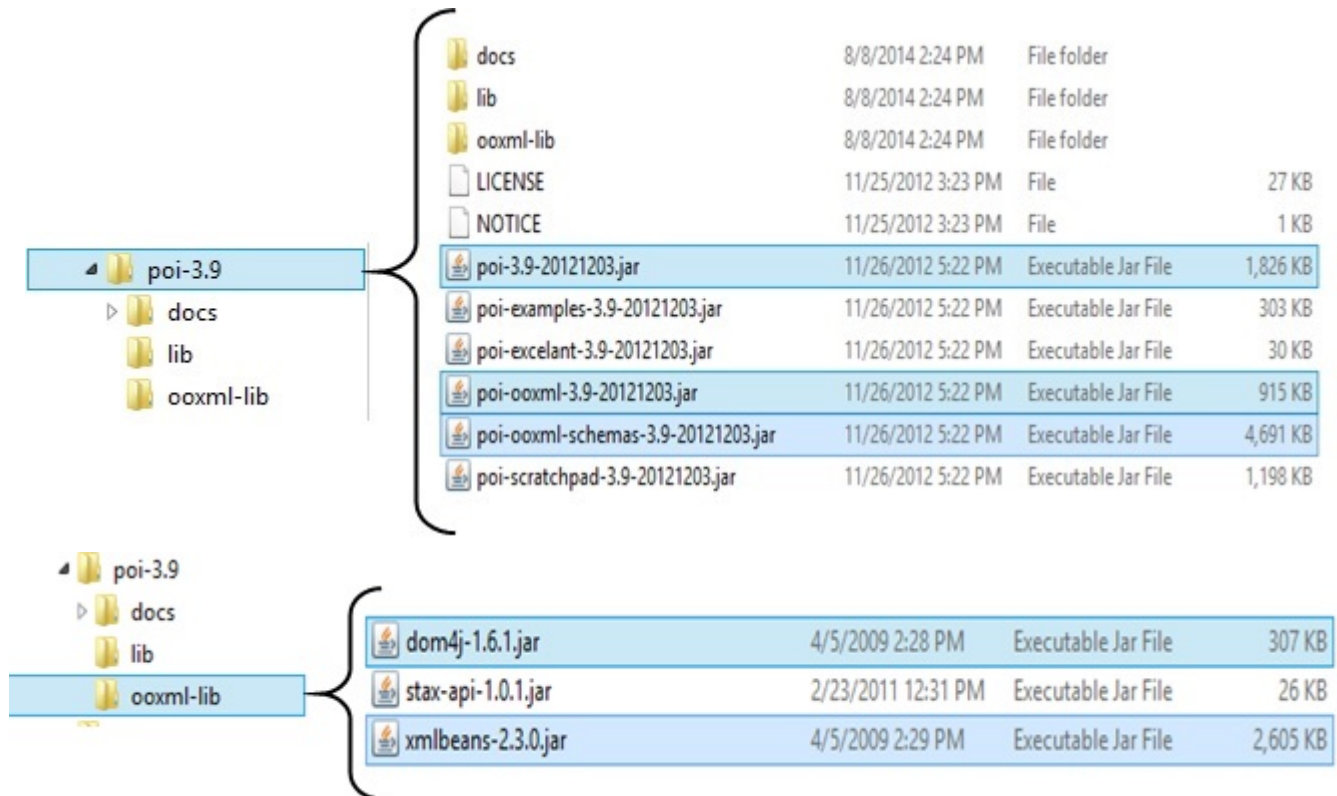 docs 8/8/2014 2:24 PM File folder
lib 8/8/2014 2:24 PM File folder
ooxml-lib 8/8/2014 2:24 PM File folder
LICENSE 11/25/2012 3:23 PM File 27 KB
NOTICE 11/25/2012 3:23 PM File 1 KB
poi-3.9-20121203.jar 11/26/2012 5:22 PM Executable Jar File 1,826 KB
poi-examples-3.9-20121203.jar 11/26/2012 5:22 PM Executable Jar File 303 KB
poi-excelant-3.9-20121203.jar 11/26/2012 5:22 PM Executable Jar File 30 KB
poi-ooxml-3.9-20121203.jar 11/26/2012 5:22 PM Executable Jar File 915 KB
poi-ooxml-schemas-3.9-20121203.jar 11/26/2012 5:22 PM Executable Jar File 4,691 KB
poi-scratchpad-3.9-20121203.jar 11/26/2012 5:22 PM Executable Jar File 1,198 KB
poi-3.9
docs
lib
ooxml-lib
poi-3.9
docs
lib
ooxml-lib
dom4j-1.6.1.jar 4/5/2009 2:28 PM Executable Jar File 307 KB
stax-api-1.0.1.jar 2/23/2011 12:31 PM Executable Jar File 26 KB
xmlbeans-2.3.0.jar 4/5/2009 2:29 PM Executable Jar File 2,605 KB